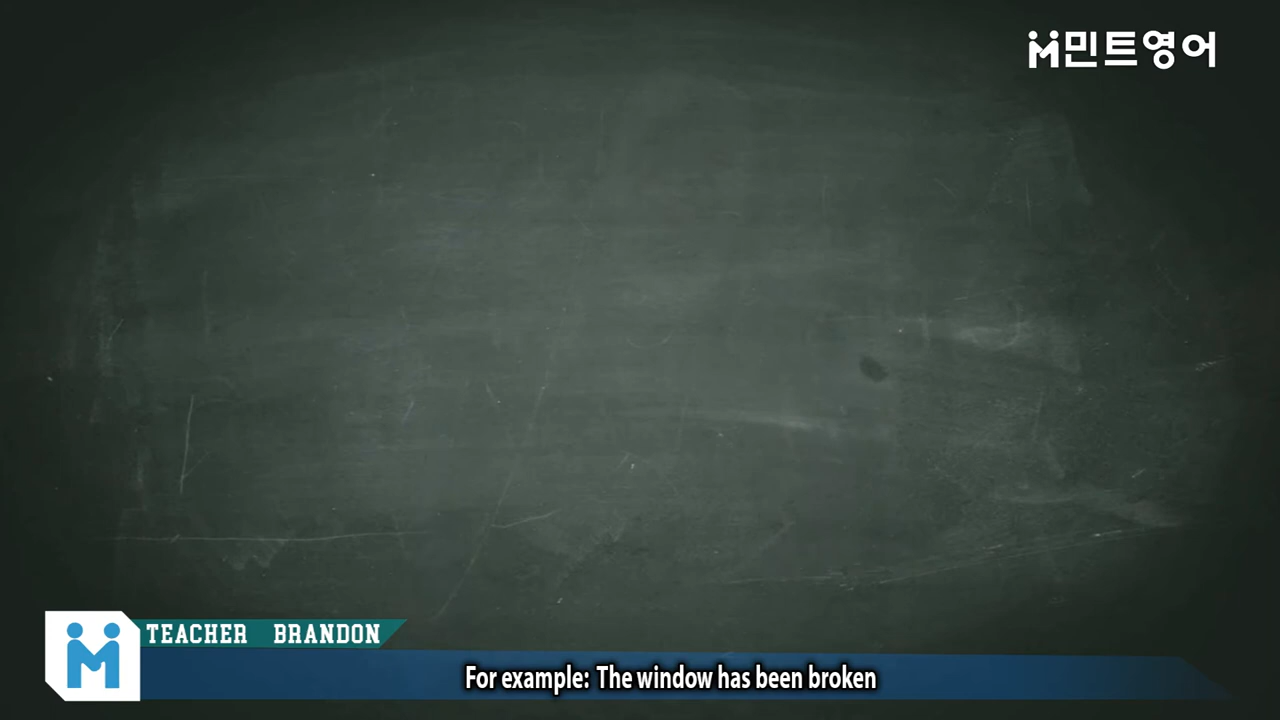 민트영어
TEACHER BRANDON
For example: The window has been broken